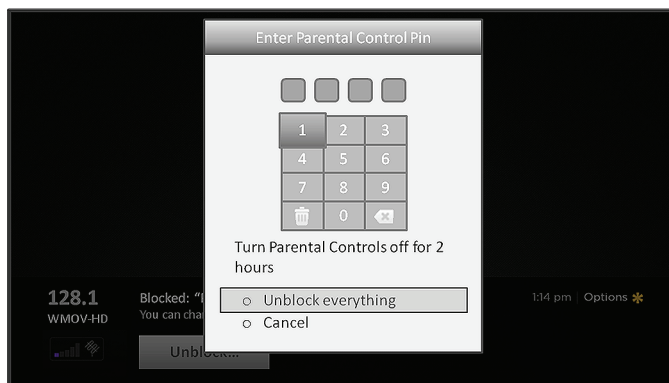 Enter Parental Control Pin
1 2 3
4 5 6
7 8 9
0
Turn Parental Controls off for 2
hours
Unblock everything
Cancel
128.1
WMOV-HD
Blocked: "
You can
1:14 pm | Options
Unblock...